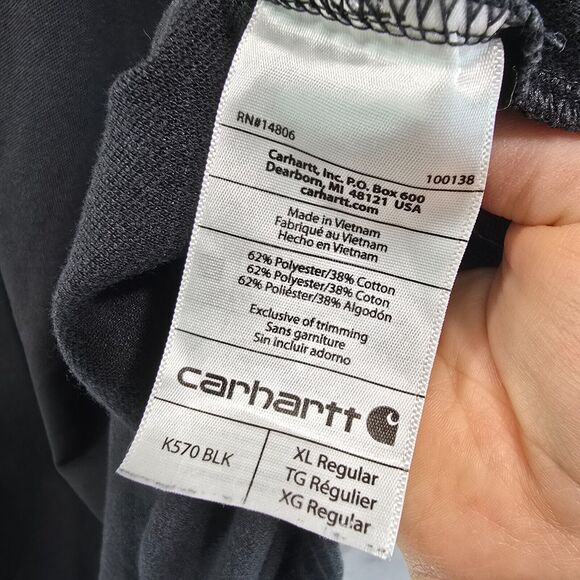 RN#14806
Carhartt, Inc. P.O. Box 600
Dearborn, MI 48121 USA
carhartt.com
100138
Made in Vietnam
Fabriqué au Vietnam
Hecho en Vietnam
62% Polyester/38% Cotton
62% Polyester/38% Coton
62% Poliéster/38% Algodón
Exclusive of trimming
Sans garniture
Sin incluir adorno
carhartt
K570 BLK
XL Regular
TG Régulier
XG Regular